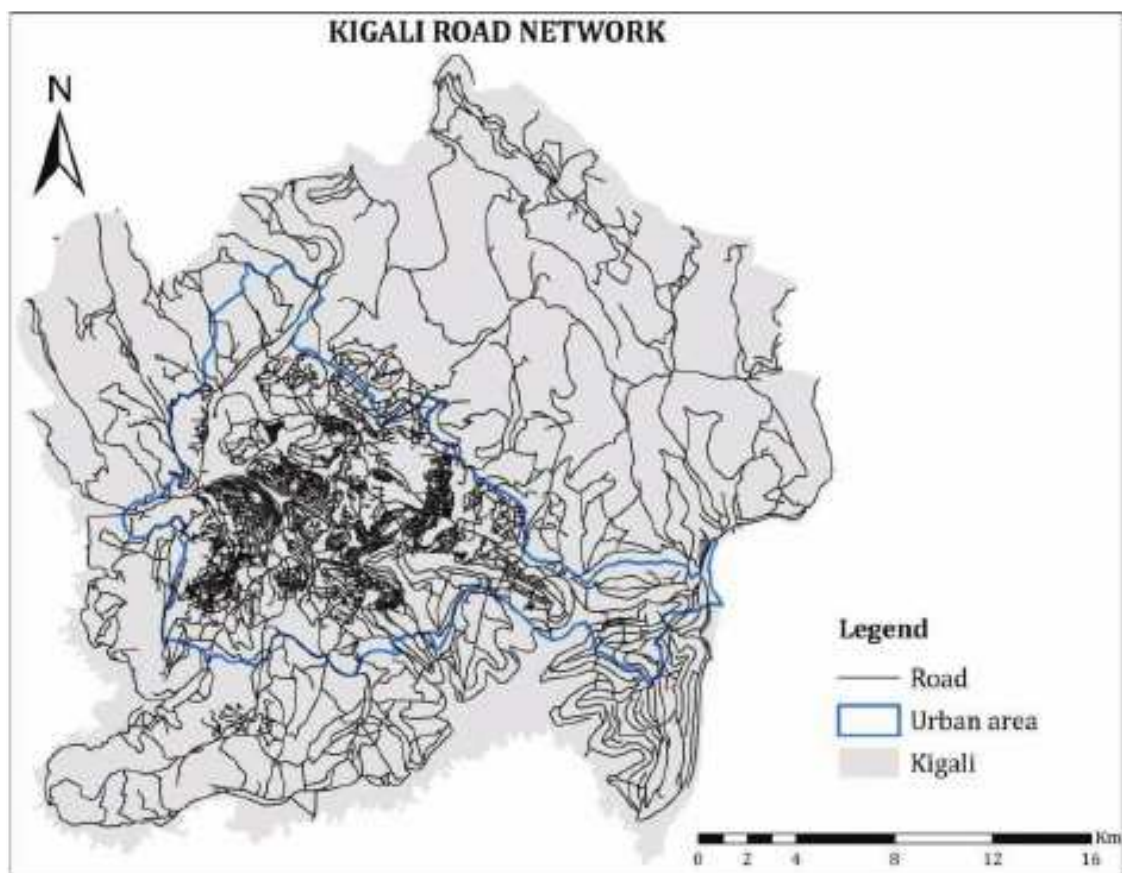 KIGALI ROAD NETWORK
N
Legend
Road
Urban area
Kigali
Km
0 2 4 8 12 16